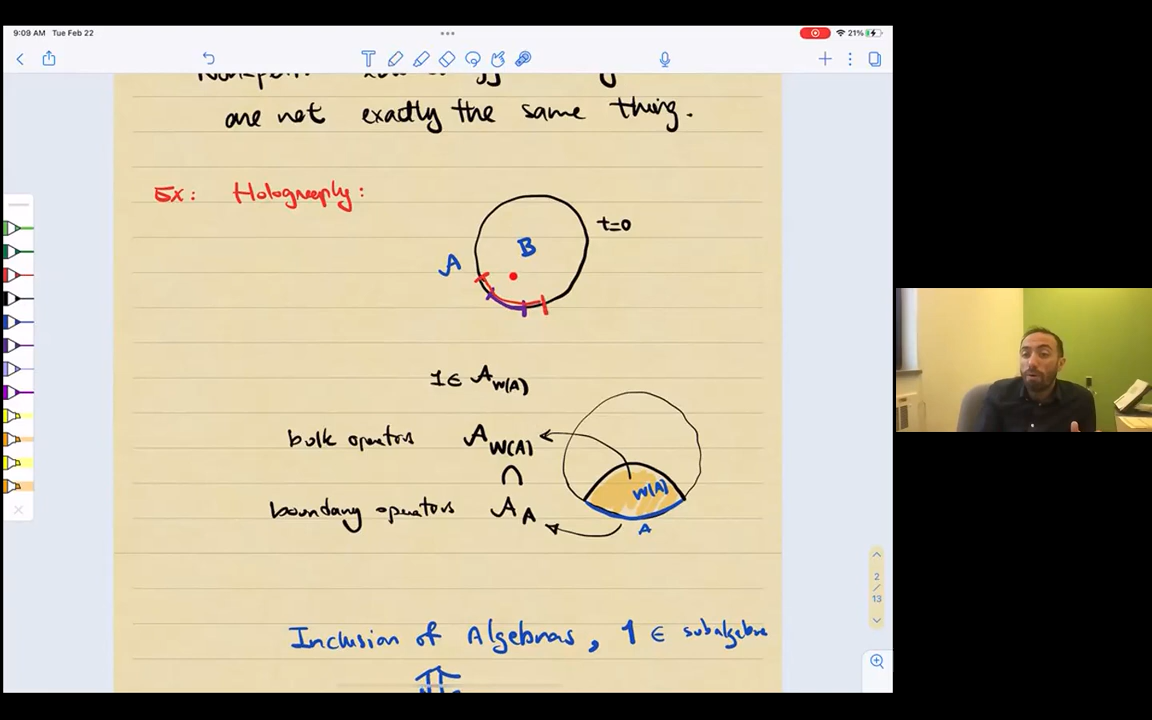 9:09 AM Tue Feb 22
21%
are not exactly the same thing.
Ex: Holography:
t=0
B
A
1 ∈ A_W(A)
bulk operators A_W(A)
∩
W(A)
boundary operators A_A
A
2
/
13
Inclusion of Algebras, 1 ∈ subalgebra